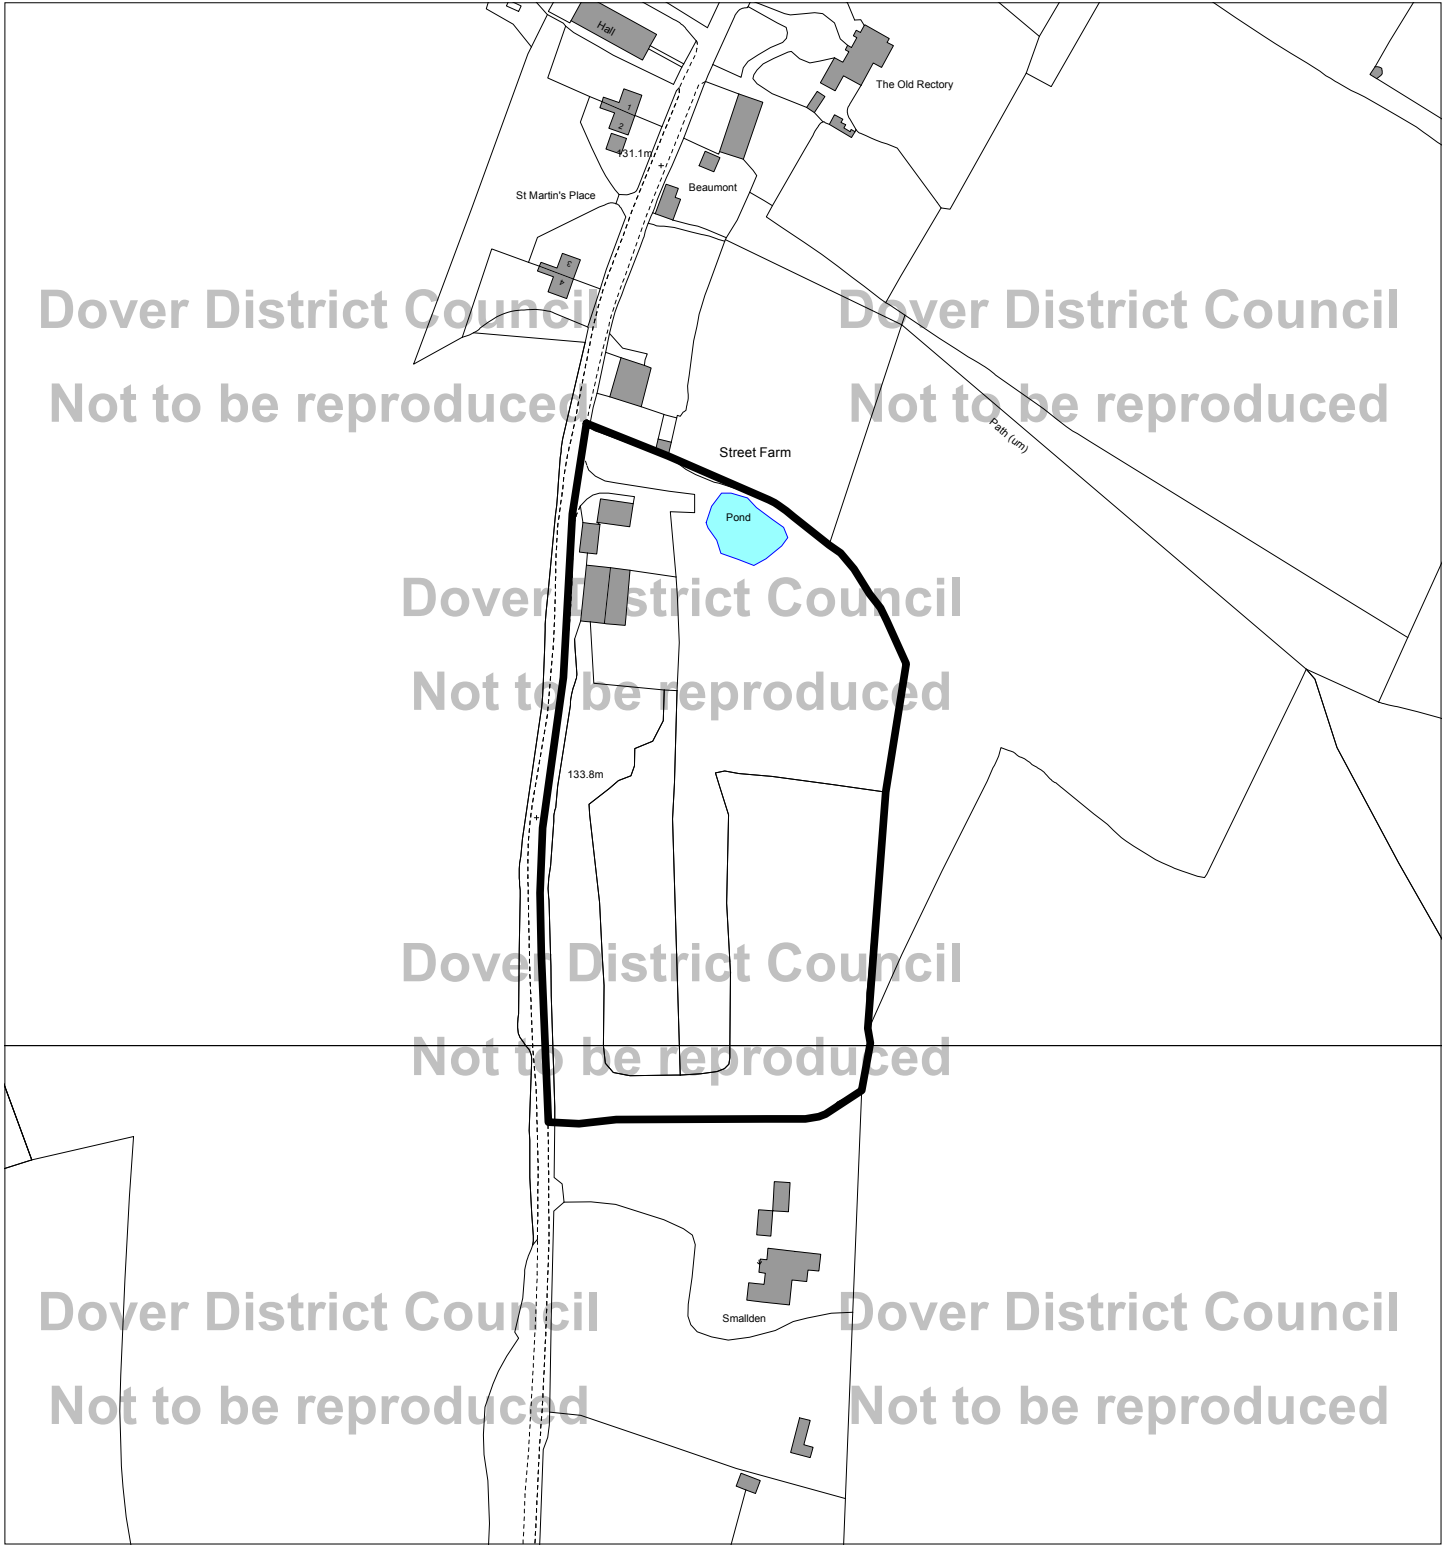 Hall
The Old Rectory
1
2
131.1m
Beaumont
St Martin's Place
3
4
Dover District Council
Dover District Council
Not to be reproduced
Not to be reproduced
Path (um)
Street Farm
Pond
Dover District Council
Not to be reproduced
133.8m
Dover District Council
Not to be reproduced
Dover District Council
Dover District Council
Smallden
Not to be reproduced
Not to be reproduced